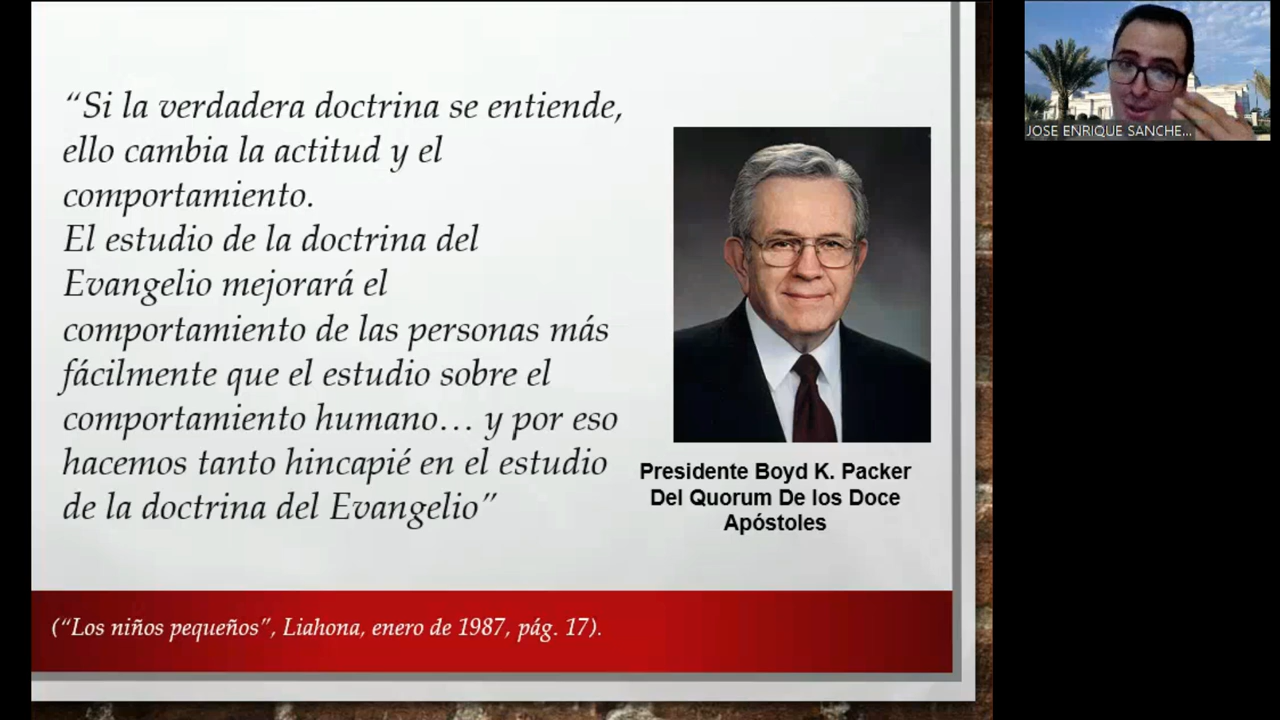 “Si la verdadera doctrina se entiende,
ello cambia la actitud y el
comportamiento.
El estudio de la doctrina del
Evangelio mejorará el
comportamiento de las personas más
fácilmente que el estudio sobre el
comportamiento humano… y por eso
hacemos tanto hincapié en el estudio
de la doctrina del Evangelio”
Presidente Boyd K. Packer
Del Quorum De los Doce
Apóstoles
(“Los niños pequeños”, Liahona, enero de 1987, pág. 17).
JOSE ENRIQUE SANCHE...